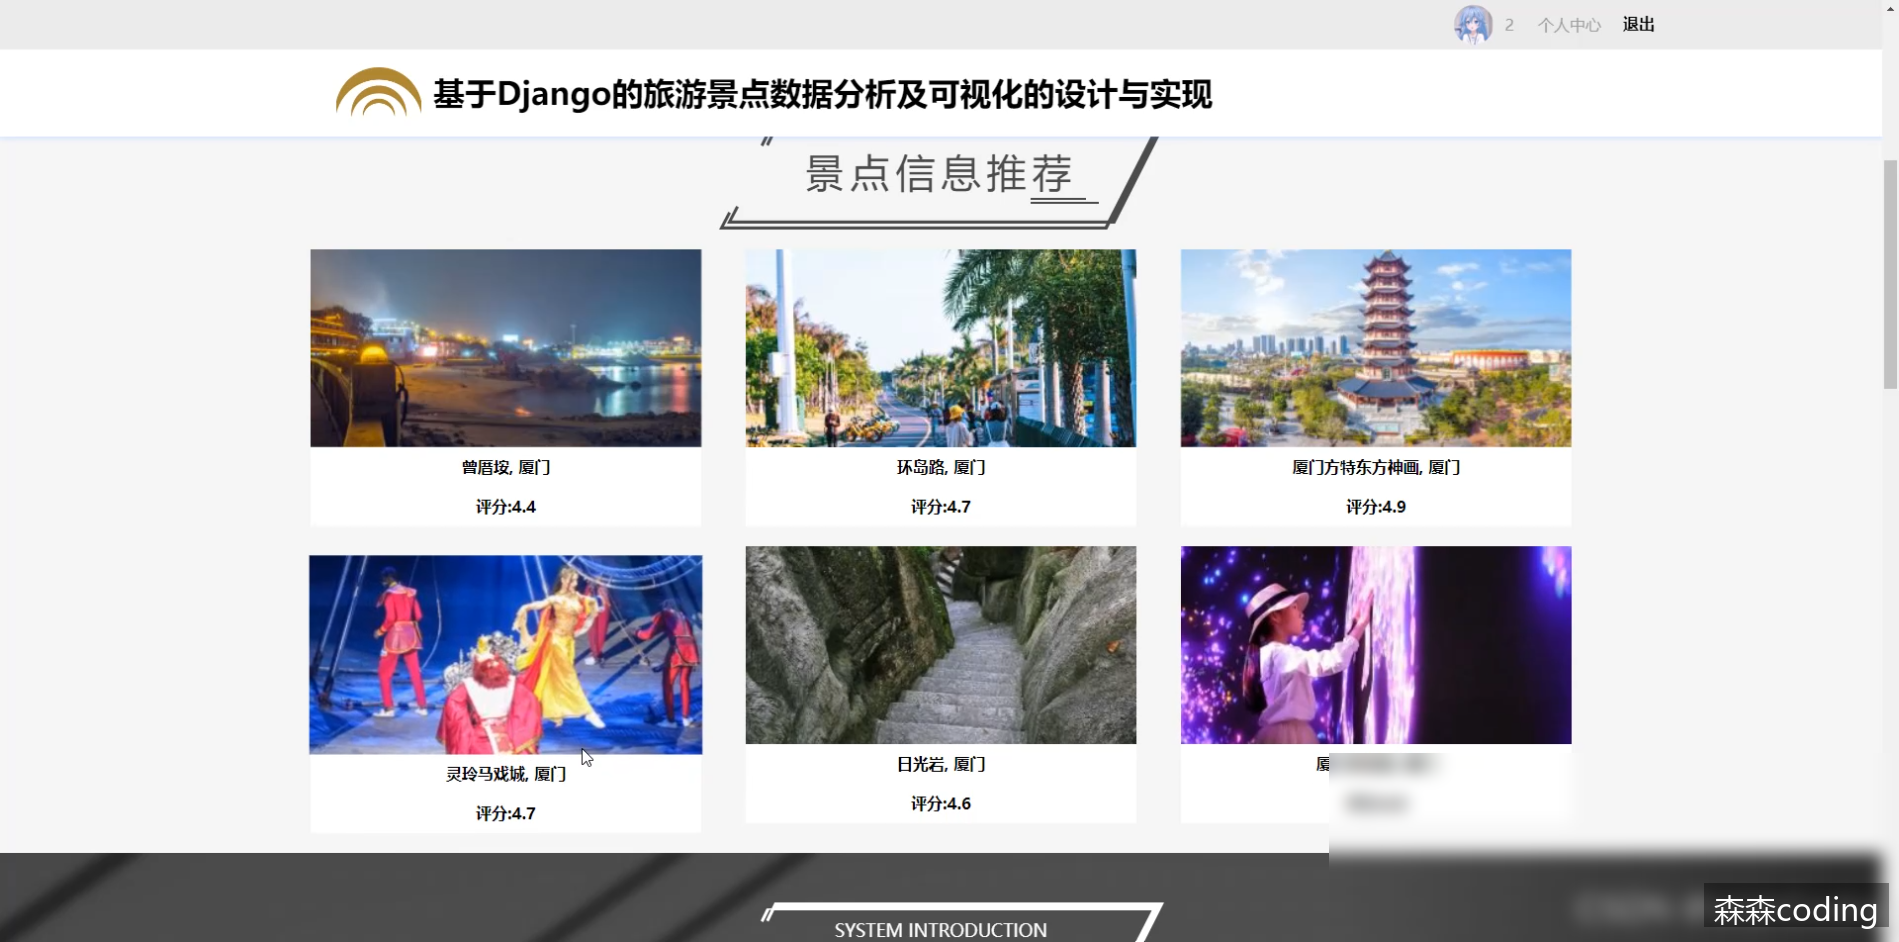 2 个人中心 退出
基于Django的旅游景点数据分析及可视化的设计与实现
景点信息推荐
曾厝垵, 厦门
评分:4.4
环岛路, 厦门
评分:4.7
厦门方特东方神画, 厦门
评分:4.9
灵玲马戏城, 厦门
评分:4.7
日光岩, 厦门
评分:4.6
厦
SYSTEM INTRODUCTION
森森coding